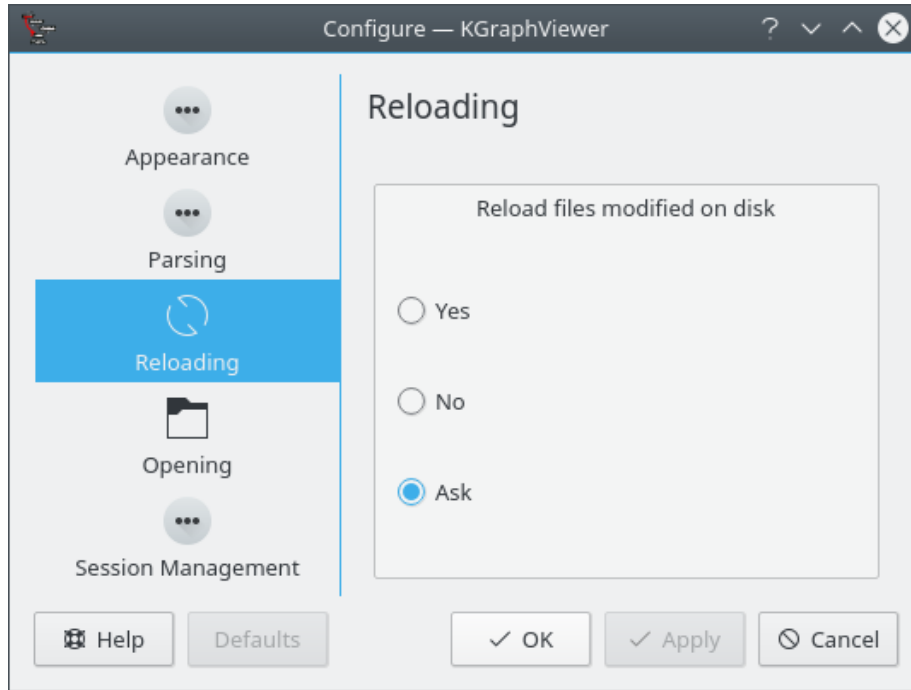 Configure — KGraphViewer
Appearance
Parsing
Reloading
Opening
Session Management
Reloading
Reload files modified on disk
Yes
No
Ask
Help
Defaults
OK
Apply
Cancel